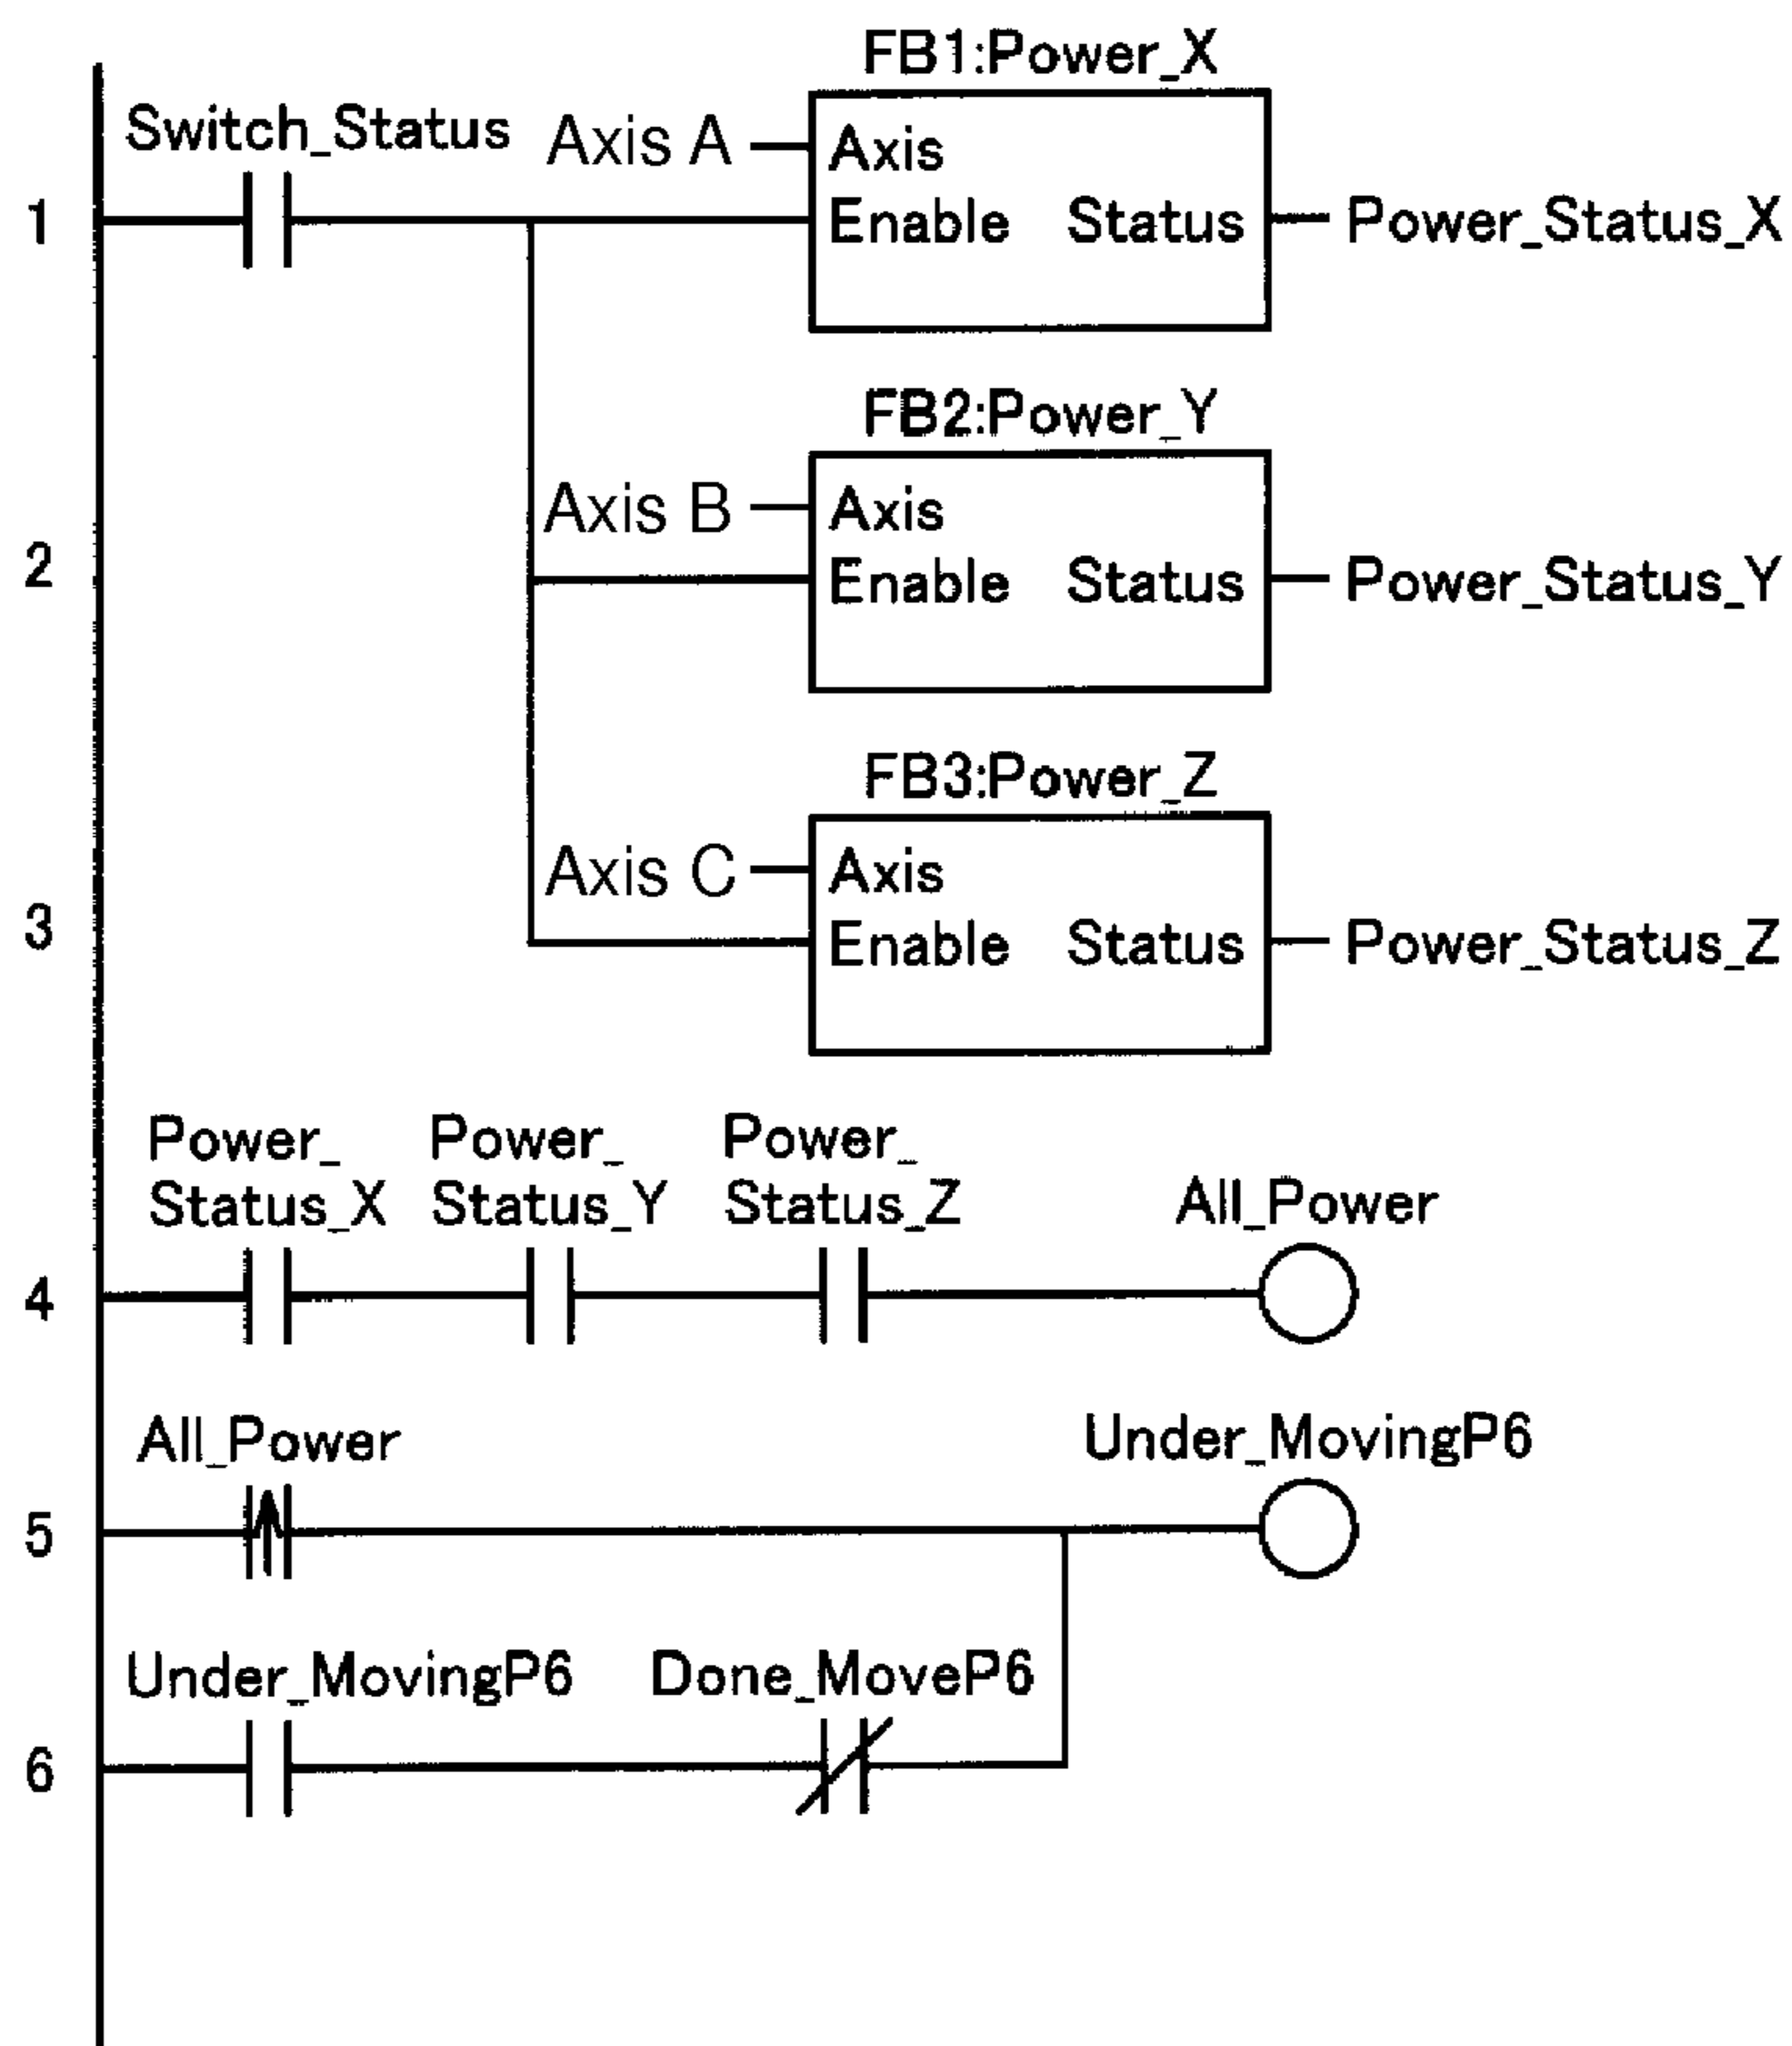 FB1:Power_X
Switch_Status
Axis A
Axis
1
Enable Status
Power_Status_X
FB2:Power_Y
Axis B
Axis
2
Enable Status
Power_Status_Y
FB3:Power_Z
Axis C
Axis
3
Enable Status
Power_Status_Z
Power_
Status_X
Power_
Status_Y
Power_
Status_Z
All_Power
4
All_Power
Under_MovingP6
5
Under_MovingP6
Done_MoveP6
6